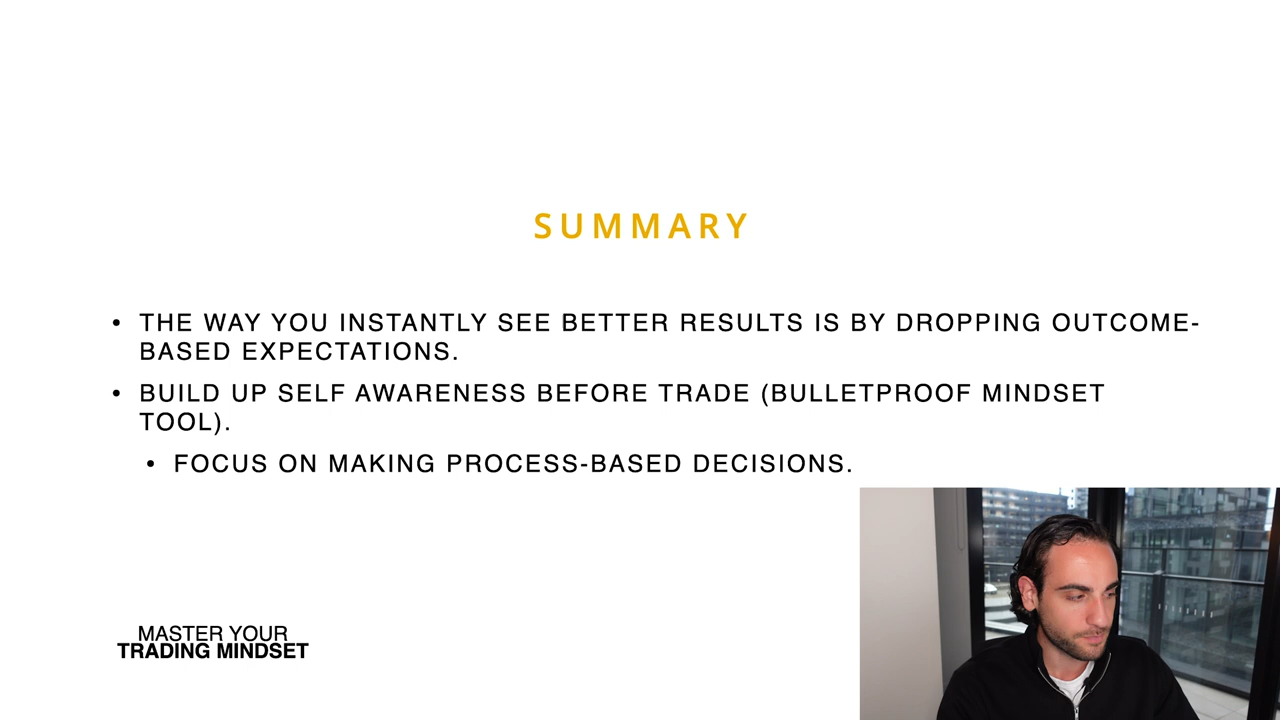 SUMMARY
• THE WAY YOU INSTANTLY SEE BETTER RESULTS IS BY DROPPING OUTCOME-
BASED EXPECTATIONS.
• BUILD UP SELF AWARENESS BEFORE TRADE (BULLETPROOF MINDSET
TOOL).
• FOCUS ON MAKING PROCESS-BASED DECISIONS.
MASTER YOUR
TRADING MINDSET